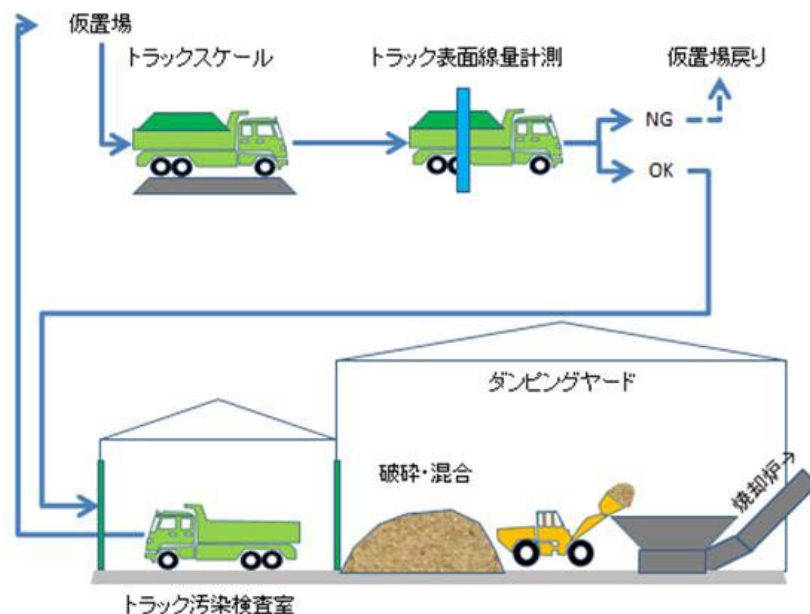 仮置場
トラックスケール
トラック表面線量計測
仮置場戻り
NG
OK
ダンピングヤード
破砕・混合
焼却炉→
トラック汚染検査室